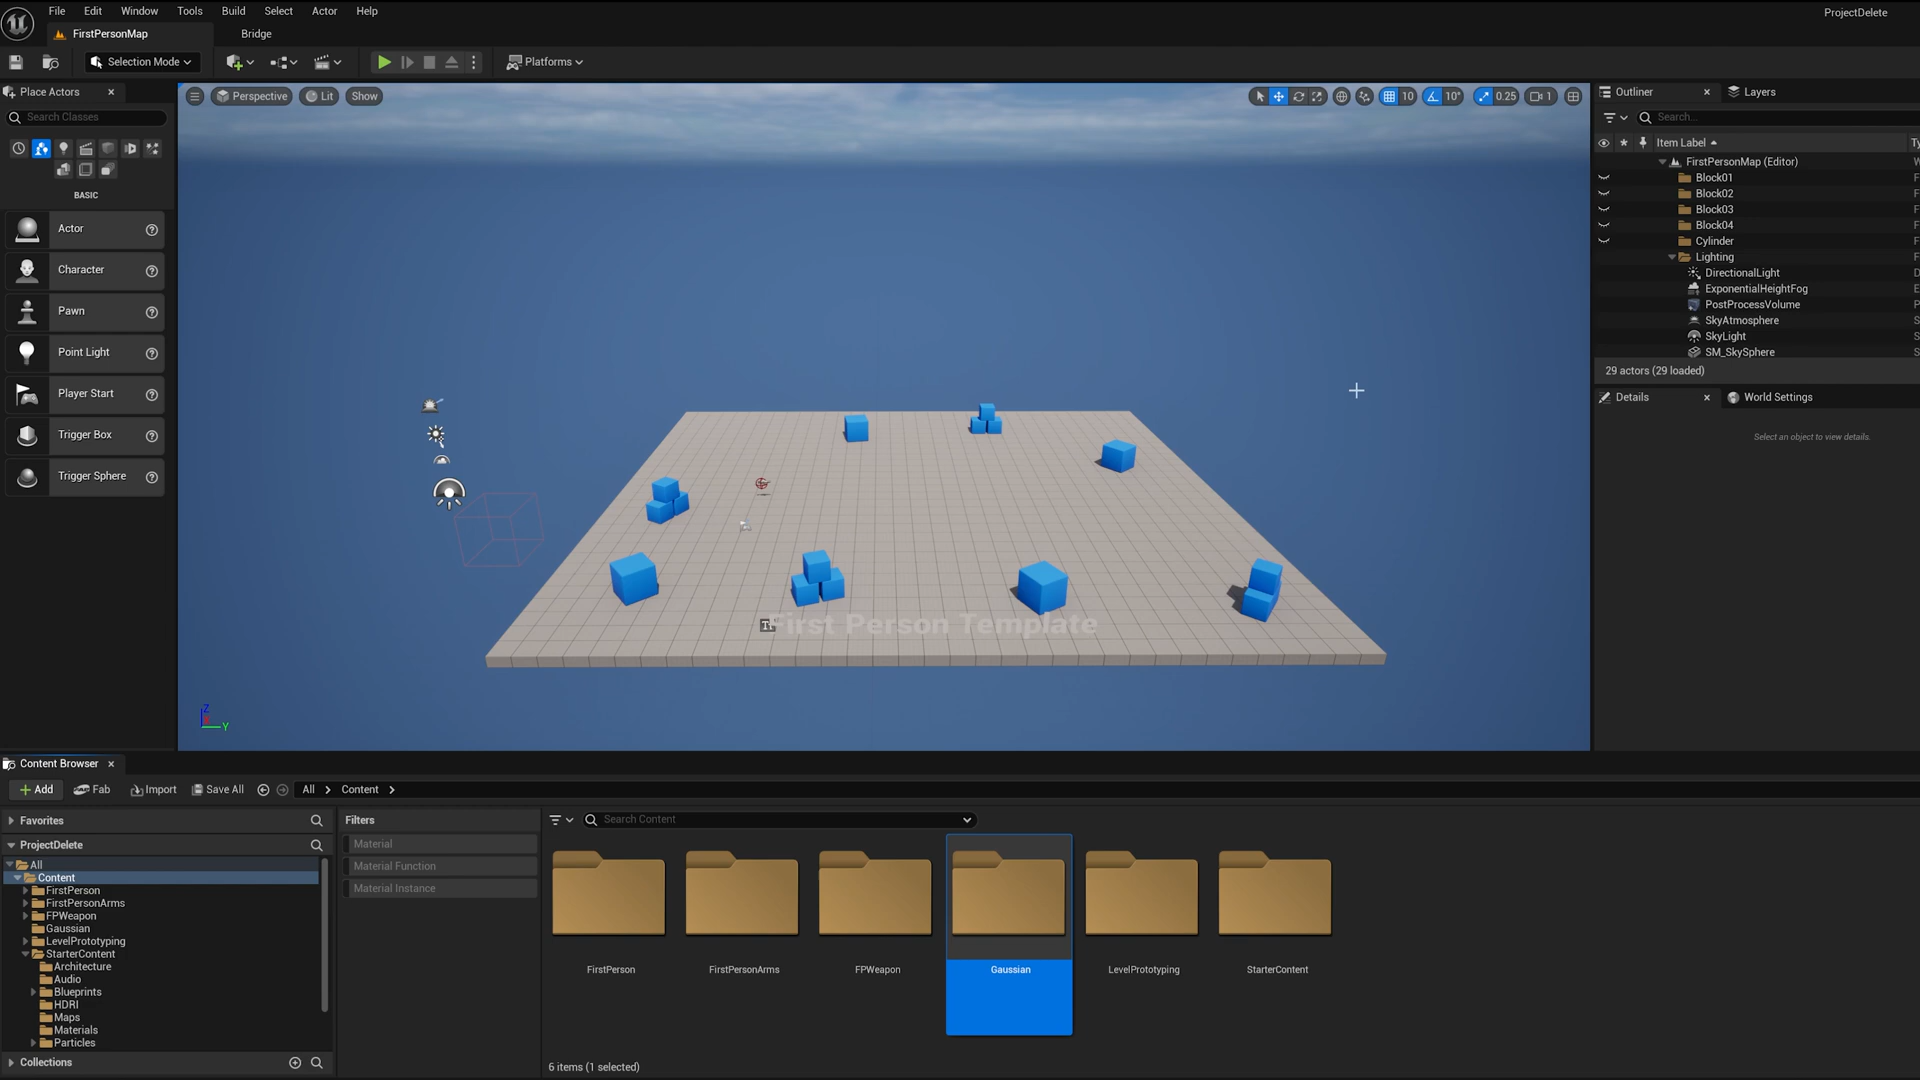 File Edit Window Tools Build Select Actor Help
ProjectDelete
FirstPersonMap
Bridge
Selection Mode
Platforms
Place Actors
Search Classes
BASIC
Actor
Character
Pawn
Point Light
Player Start
Trigger Box
Trigger Sphere
Perspective
Lit
Show
10
10°
0.25
1
First Person Template
Z
Y
Outliner
Layers
Search...
Item Label
Ty
FirstPersonMap (Editor)
W
Block01
F
Block02
F
Block03
F
Block04
F
Cylinder
F
Lighting
F
DirectionalLight
D
ExponentialHeightFog
E
PostProcessVolume
P
SkyAtmosphere
S
SkyLight
S
SM_SkySphere
S
29 actors (29 loaded)
Details
World Settings
Select an object to view details.
Content Browser
Add
Fab
Import
Save All
All
Content
Favorites
ProjectDelete
All
Content
FirstPerson
FirstPersonArms
FPWeapon
Gaussian
LevelPrototyping
StarterContent
Architecture
Audio
Blueprints
HDRI
Maps
Materials
Particles
Collections
Filters
Material
Material Function
Material Instance
Search Content
FirstPerson
FirstPersonArms
FPWeapon
Gaussian
LevelPrototyping
StarterContent
6 items (1 selected)